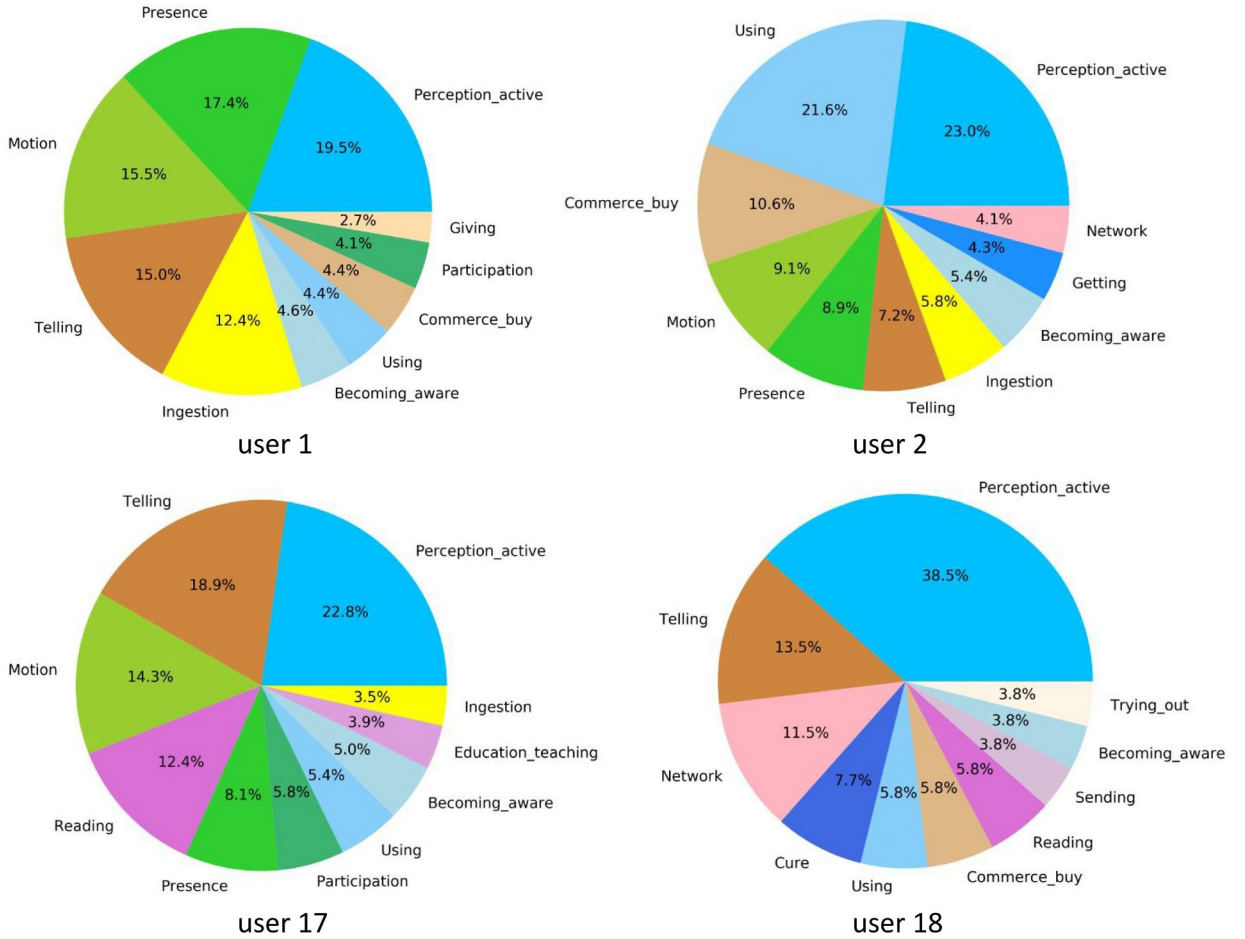 Presence
17.4%
Perception_active
19.5%
Motion
15.5%
Telling
15.0%
Ingestion
12.4%
Becoming_aware
4.6%
Using
4.4%
Commerce_buy
4.4%
Participation
4.1%
Giving
2.7%
user 1
Using
21.6%
Perception_active
23.0%
Commerce_buy
10.6%
Motion
9.1%
Presence
8.9%
Telling
7.2%
Ingestion
5.8%
Becoming_aware
5.4%
Getting
4.3%
Network
4.1%
user 2
Telling
18.9%
Perception_active
22.8%
Motion
14.3%
Reading
12.4%
Presence
8.1%
Participation
5.8%
Using
5.4%
Becoming_aware
5.0%
Education_teaching
3.9%
Ingestion
3.5%
user 17
Perception_active
38.5%
Telling
13.5%
Network
11.5%
Cure
7.7%
Using
5.8%
Commerce_buy
5.8%
Reading
5.8%
Sending
3.8%
Becoming_aware
3.8%
Trying_out
3.8%
user 18